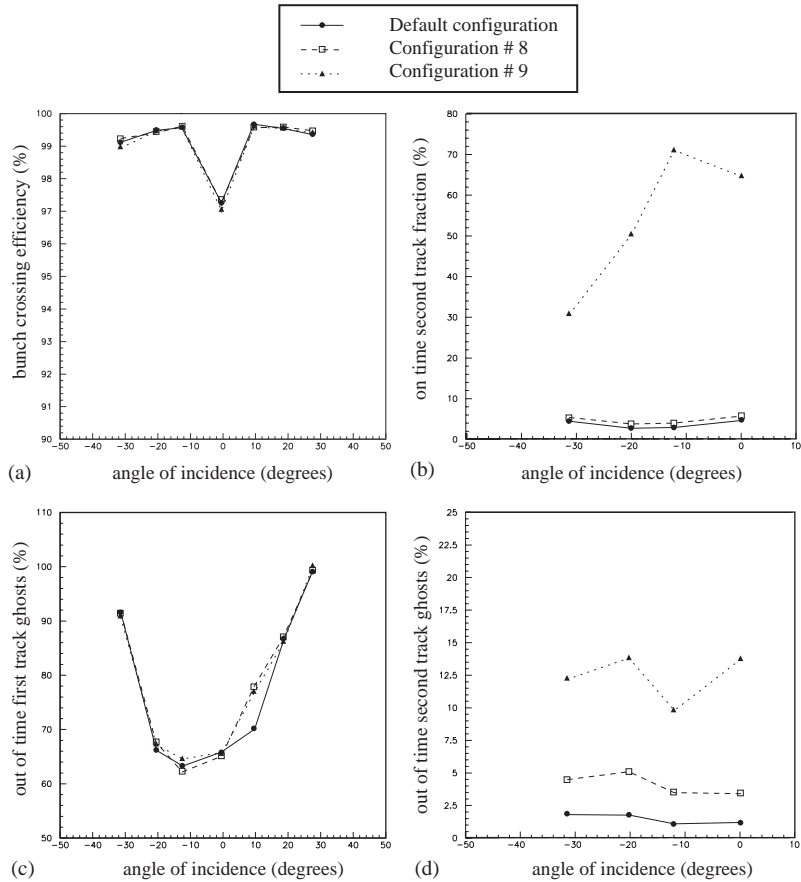 Default configuration
Configuration # 8
Configuration # 9
bunch crossing efficiency (%)
100
99
98
97
96
95
94
93
92
91
90
−50 −40 −30 −20 −10 0 10 20 30 40 50
(a) angle of incidence (degrees)
on time second track fraction (%)
80
70
60
50
40
30
20
10
0
−50 −40 −30 −20 −10 0 10
(b) angle of incidence (degrees)
out of time first track ghosts (%)
110
100
90
80
70
60
50
−50 −40 −30 −20 −10 0 10 20 30 40 50
(c) angle of incidence (degrees)
out of time second track ghosts (%)
25
22.5
20
17.5
15
12.5
10
7.5
5
2.5
0
−50 −40 −30 −20 −10 0 10
(d) angle of incidence (degrees)